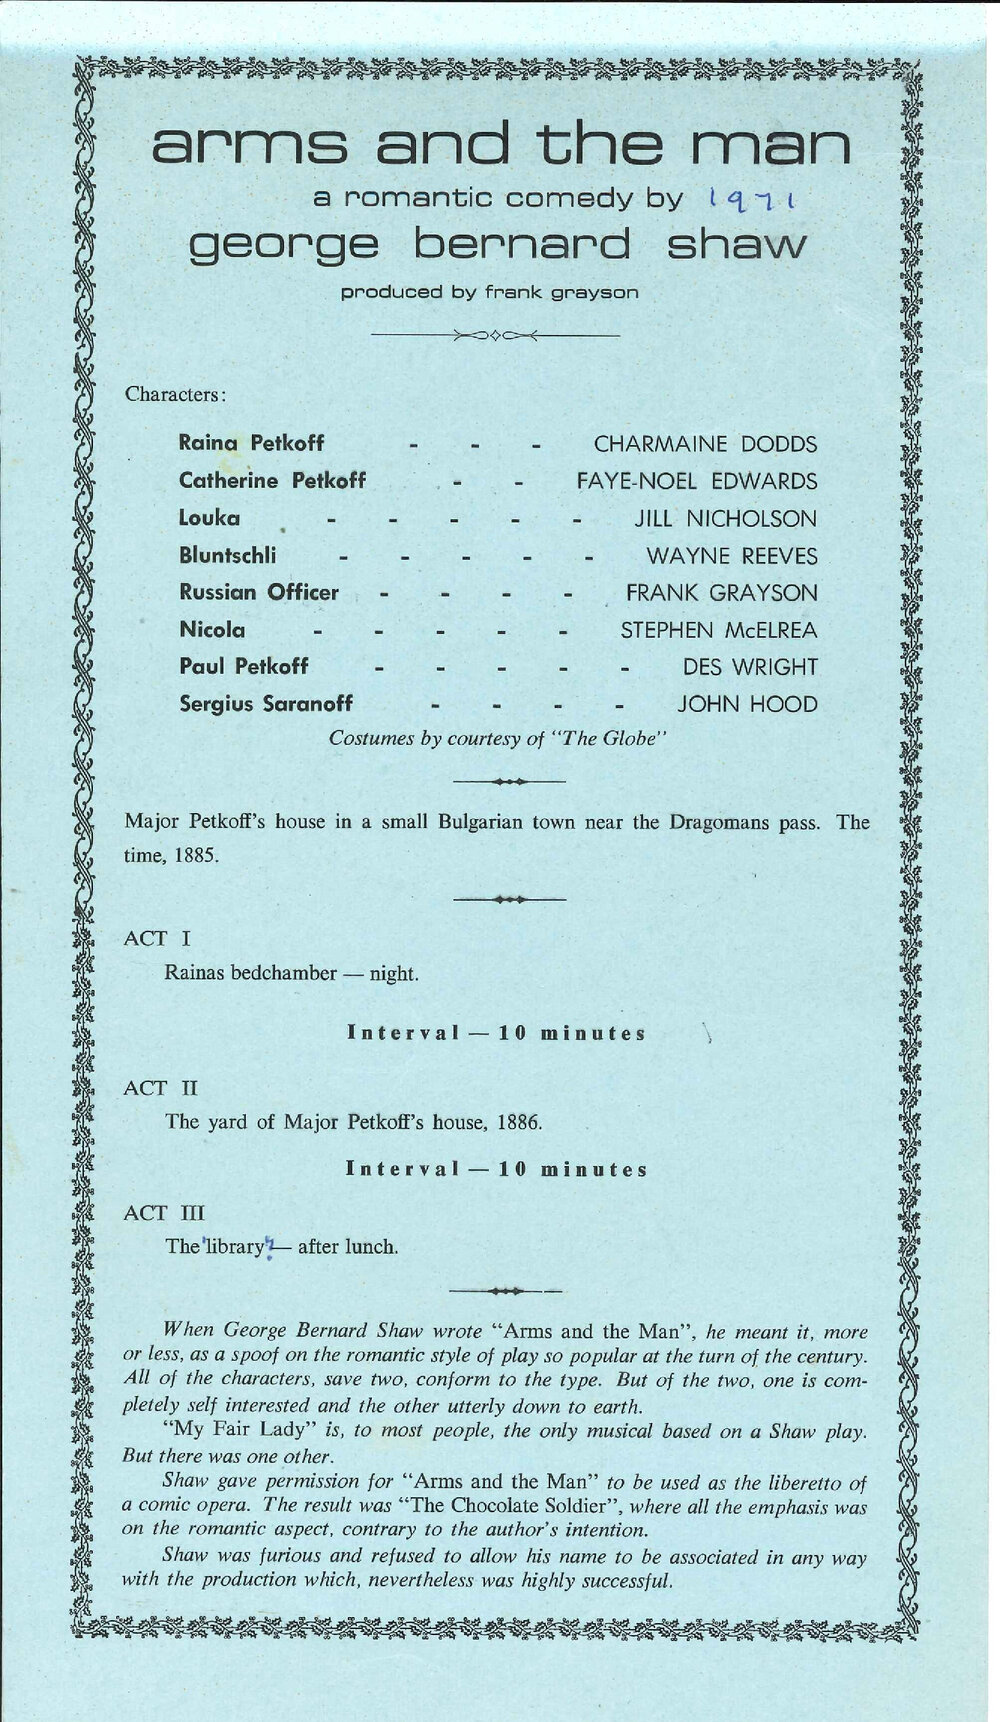 arms and the man
a romantic comedy by 1971
george bernard shaw
produced by frank grayson
Characters:
Raina Petkoff - - - CHARMAINE DODDS
Catherine Petkoff - - FAYE-NOEL EDWARDS
Louka - - - - - JILL NICHOLSON
Bluntschli - - - - - WAYNE REEVES
Russian Officer - - - - FRANK GRAYSON
Nicola - - - - - STEPHEN McELREA
Paul Petkoff - - - - - DES WRIGHT
Sergius Saranoff - - - - JOHN HOOD
Costumes by courtesy of "The Globe"
Major Petkoff's house in a small Bulgarian town near the Dragomans pass. The
time, 1885.
ACT I
Rainas bedchamber — night.
Interval — 10 minutes
ACT II
The yard of Major Petkoff's house, 1886.
Interval — 10 minutes
ACT III
The 'library'! — after lunch.
When George Bernard Shaw wrote "Arms and the Man", he meant it, more
or less, as a spoof on the romantic style of play so popular at the turn of the century.
All of the characters, save two, conform to the type. But of the two, one is com-
pletely self interested and the other utterly down to earth.
"My Fair Lady" is, to most people, the only musical based on a Shaw play.
But there was one other.
Shaw gave permission for "Arms and the Man" to be used as the liberetto of
a comic opera. The result was "The Chocolate Soldier", where all the emphasis was
on the romantic aspect, contrary to the author's intention.
Shaw was furious and refused to allow his name to be associated in any way
with the production which, nevertheless was highly successful.